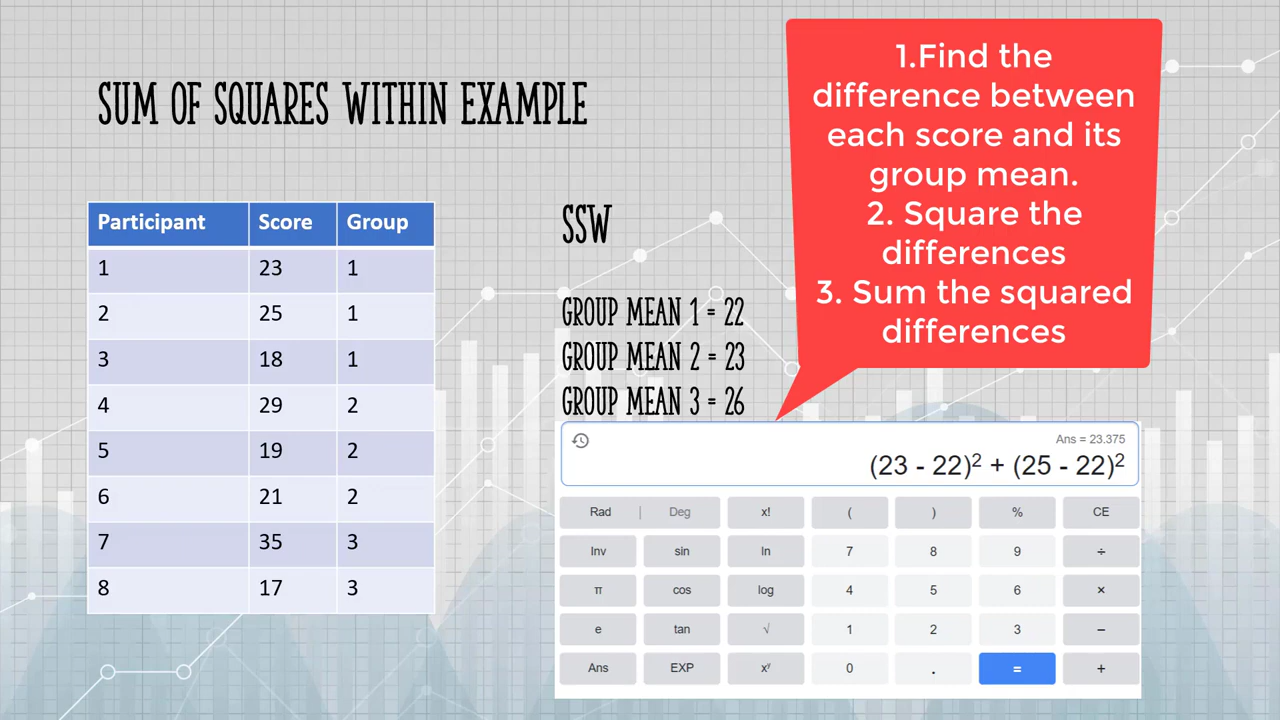 SUM OF SQUARES WITHIN EXAMPLE
1.Find the
difference between
each score and its
group mean.
2. Square the
differences
3. Sum the squared
differences
Participant Score Group
1 23 1
2 25 1
3 18 1
4 29 2
5 19 2
6 21 2
7 35 3
8 17 3
SSW
GROUP MEAN 1 = 22
GROUP MEAN 2 = 23
GROUP MEAN 3 = 26
Ans = 23.375
(23 - 22)² + (25 - 22)²
Rad | Deg x! ( ) % CE
Inv sin ln 7 8 9 ÷
π cos log 4 5 6 ×
e tan √ 1 2 3 −
Ans EXP xʸ 0 . = +